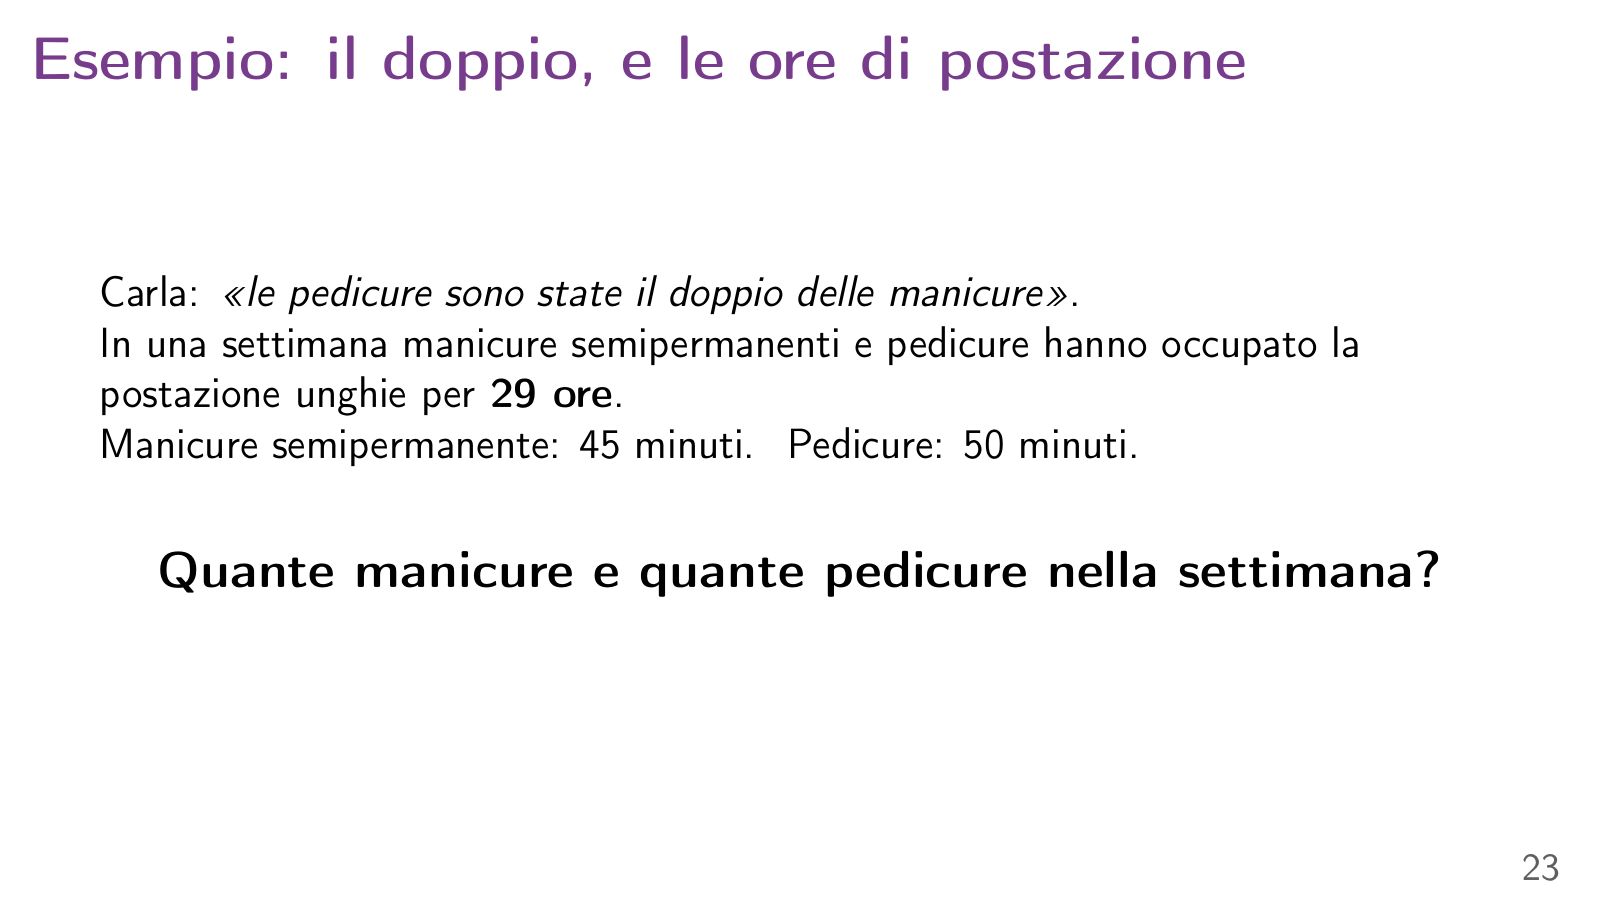 Esempio: il doppio, e le ore di postazione
Carla: «le pedicure sono state il doppio delle manicure».
In una settimana manicure semipermanenti e pedicure hanno occupato la
postazione unghie per 29 ore.
Manicure semipermanente: 45 minuti. Pedicure: 50 minuti.
Quante manicure e quante pedicure nella settimana?
23